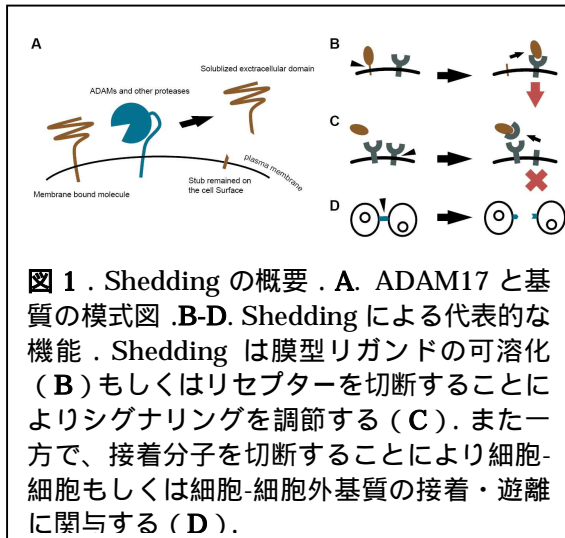 A
Solublized exctracellular domain
ADAMs and other proteases
plasma membrane
Membrane bound molecule
Stub remained on
the cell Surface
B
C
D
図 1 . Shedding の概要 . A. ADAM17 と基
質の模式図 .B-D. Shedding による代表的な
機能 . Shedding は膜型リガンドの可溶化
( B ) もしくはリセプターを切断することに
よりシグナリングを調節する ( C ) . また一
方で、接着分子を切断することにより細胞-
細胞もしくは細胞-細胞外基質の接着・遊離
に関与する ( D ) .